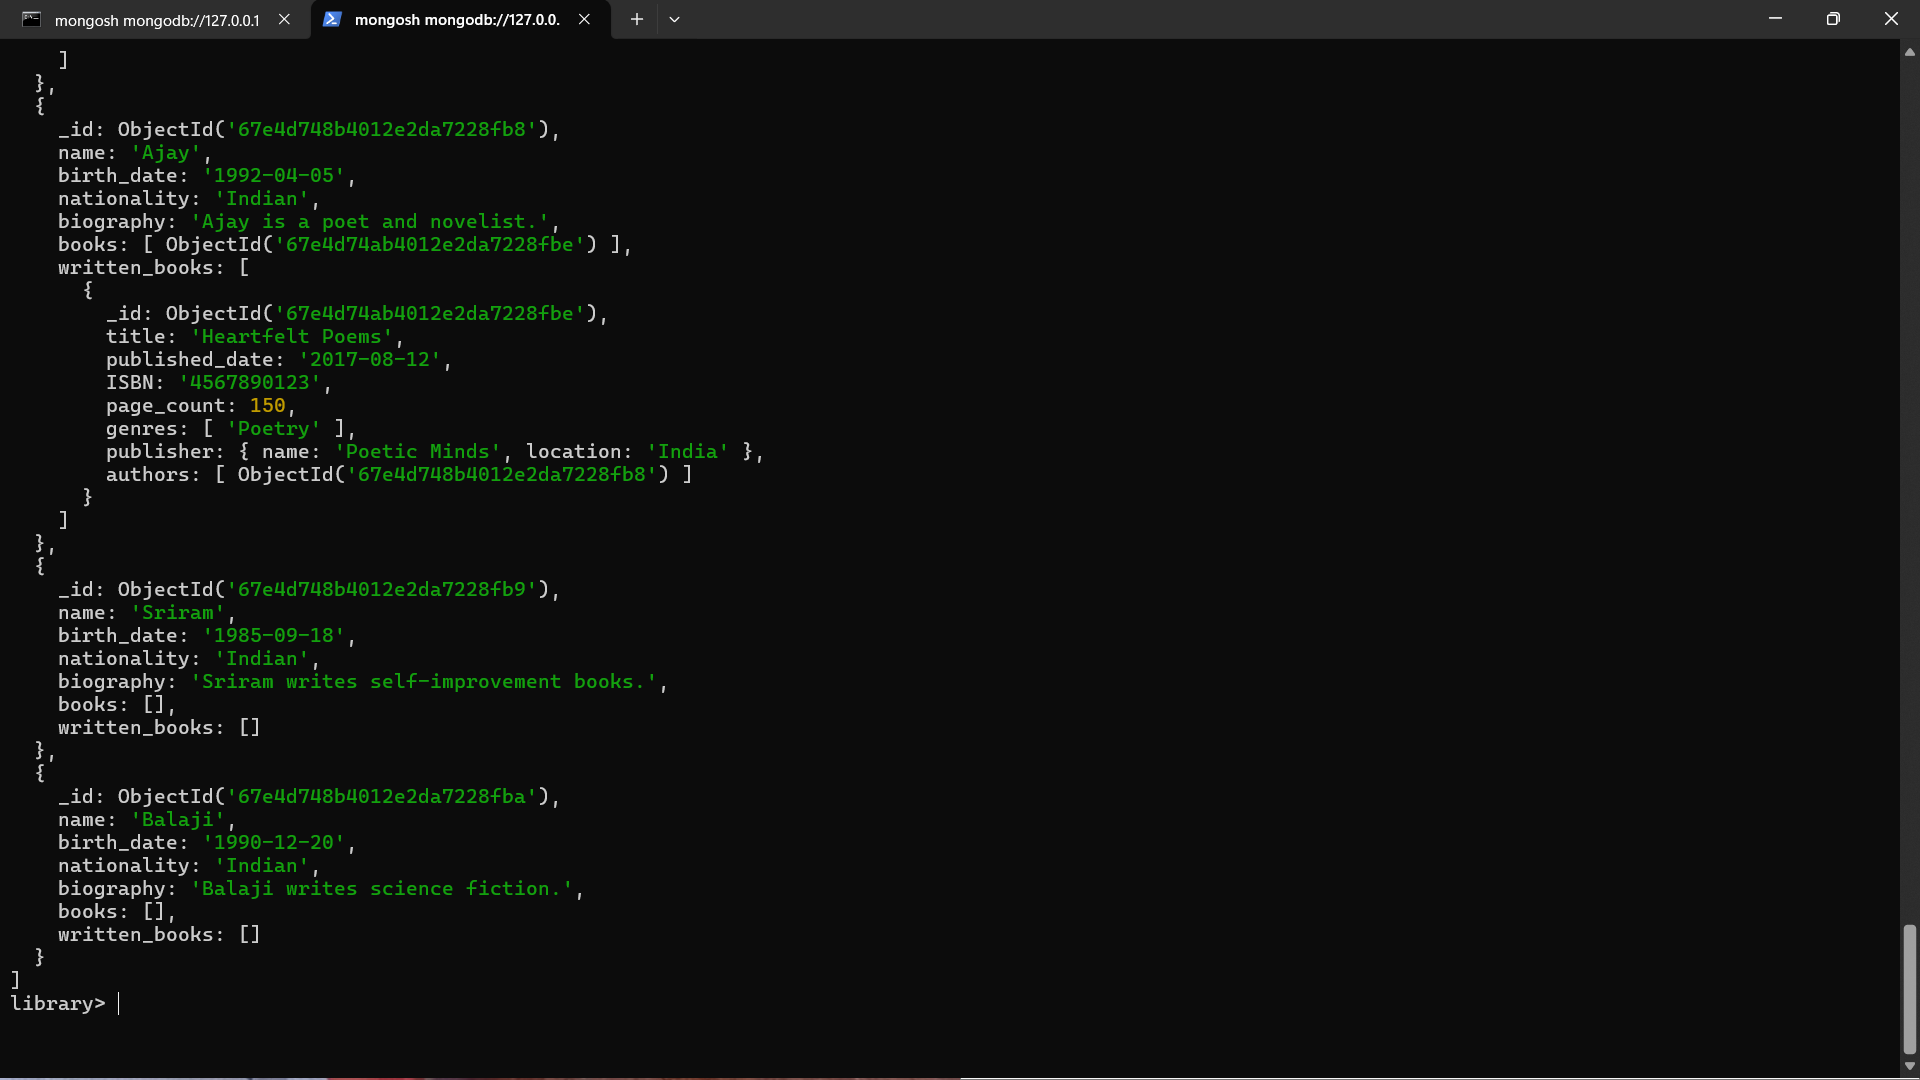 mongosh mongodb://127.0.0.1
mongosh mongodb://127.0.0.
]
},
{
_id: ObjectId('67e4d748b4012e2da7228fb8'),
name: 'Ajay',
birth_date: '1992-04-05',
nationality: 'Indian',
biography: 'Ajay is a poet and novelist.',
books: [ ObjectId('67e4d74ab4012e2da7228fbe') ],
written_books: [
{
_id: ObjectId('67e4d74ab4012e2da7228fbe'),
title: 'Heartfelt Poems',
published_date: '2017-08-12',
ISBN: '4567890123',
page_count: 150,
genres: [ 'Poetry' ],
publisher: { name: 'Poetic Minds', location: 'India' },
authors: [ ObjectId('67e4d748b4012e2da7228fb8') ]
}
]
},
{
_id: ObjectId('67e4d748b4012e2da7228fb9'),
name: 'Sriram',
birth_date: '1985-09-18',
nationality: 'Indian',
biography: 'Sriram writes self-improvement books.',
books: [],
written_books: []
},
{
_id: ObjectId('67e4d748b4012e2da7228fba'),
name: 'Balaji',
birth_date: '1990-12-20',
nationality: 'Indian',
biography: 'Balaji writes science fiction.',
books: [],
written_books: []
}
]
library>